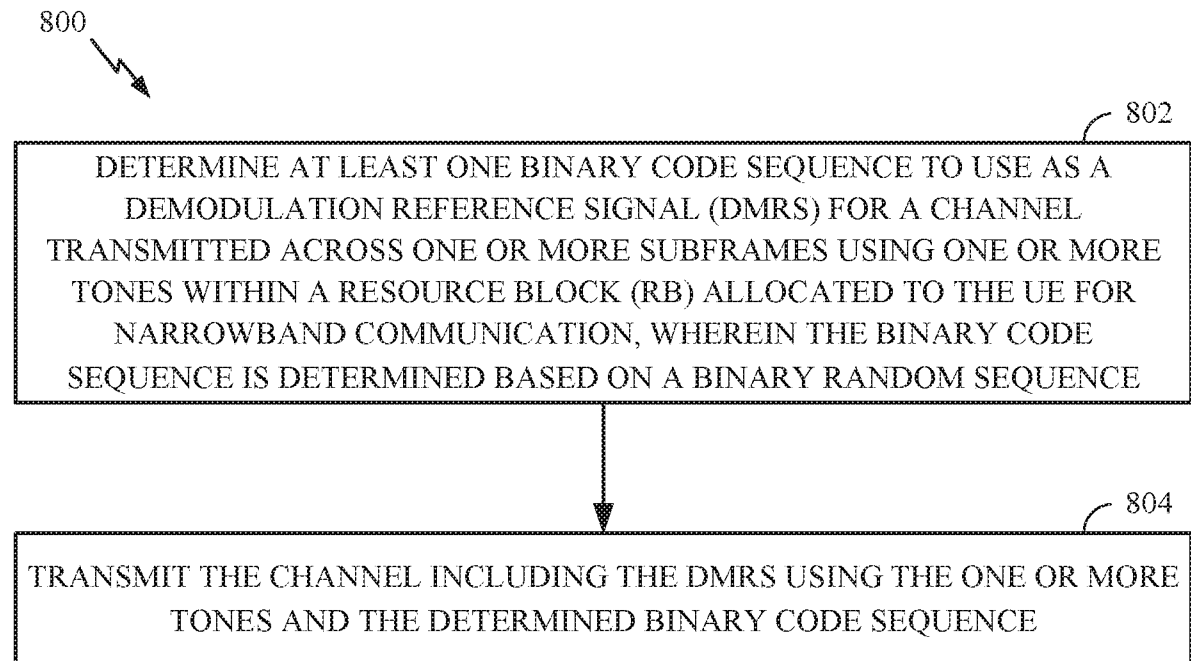 800
802
DETERMINE AT LEAST ONE BINARY CODE SEQUENCE TO USE AS A
DEMODULATION REFERENCE SIGNAL (DMRS) FOR A CHANNEL
TRANSMITTED ACROSS ONE OR MORE SUBFRAMES USING ONE OR MORE
TONES WITHIN A RESOURCE BLOCK (RB) ALLOCATED TO THE UE FOR
NARROWBAND COMMUNICATION, WHEREIN THE BINARY CODE
SEQUENCE IS DETERMINED BASED ON A BINARY RANDOM SEQUENCE
804
TRANSMIT THE CHANNEL INCLUDING THE DMRS USING THE ONE OR MORE
TONES AND THE DETERMINED BINARY CODE SEQUENCE